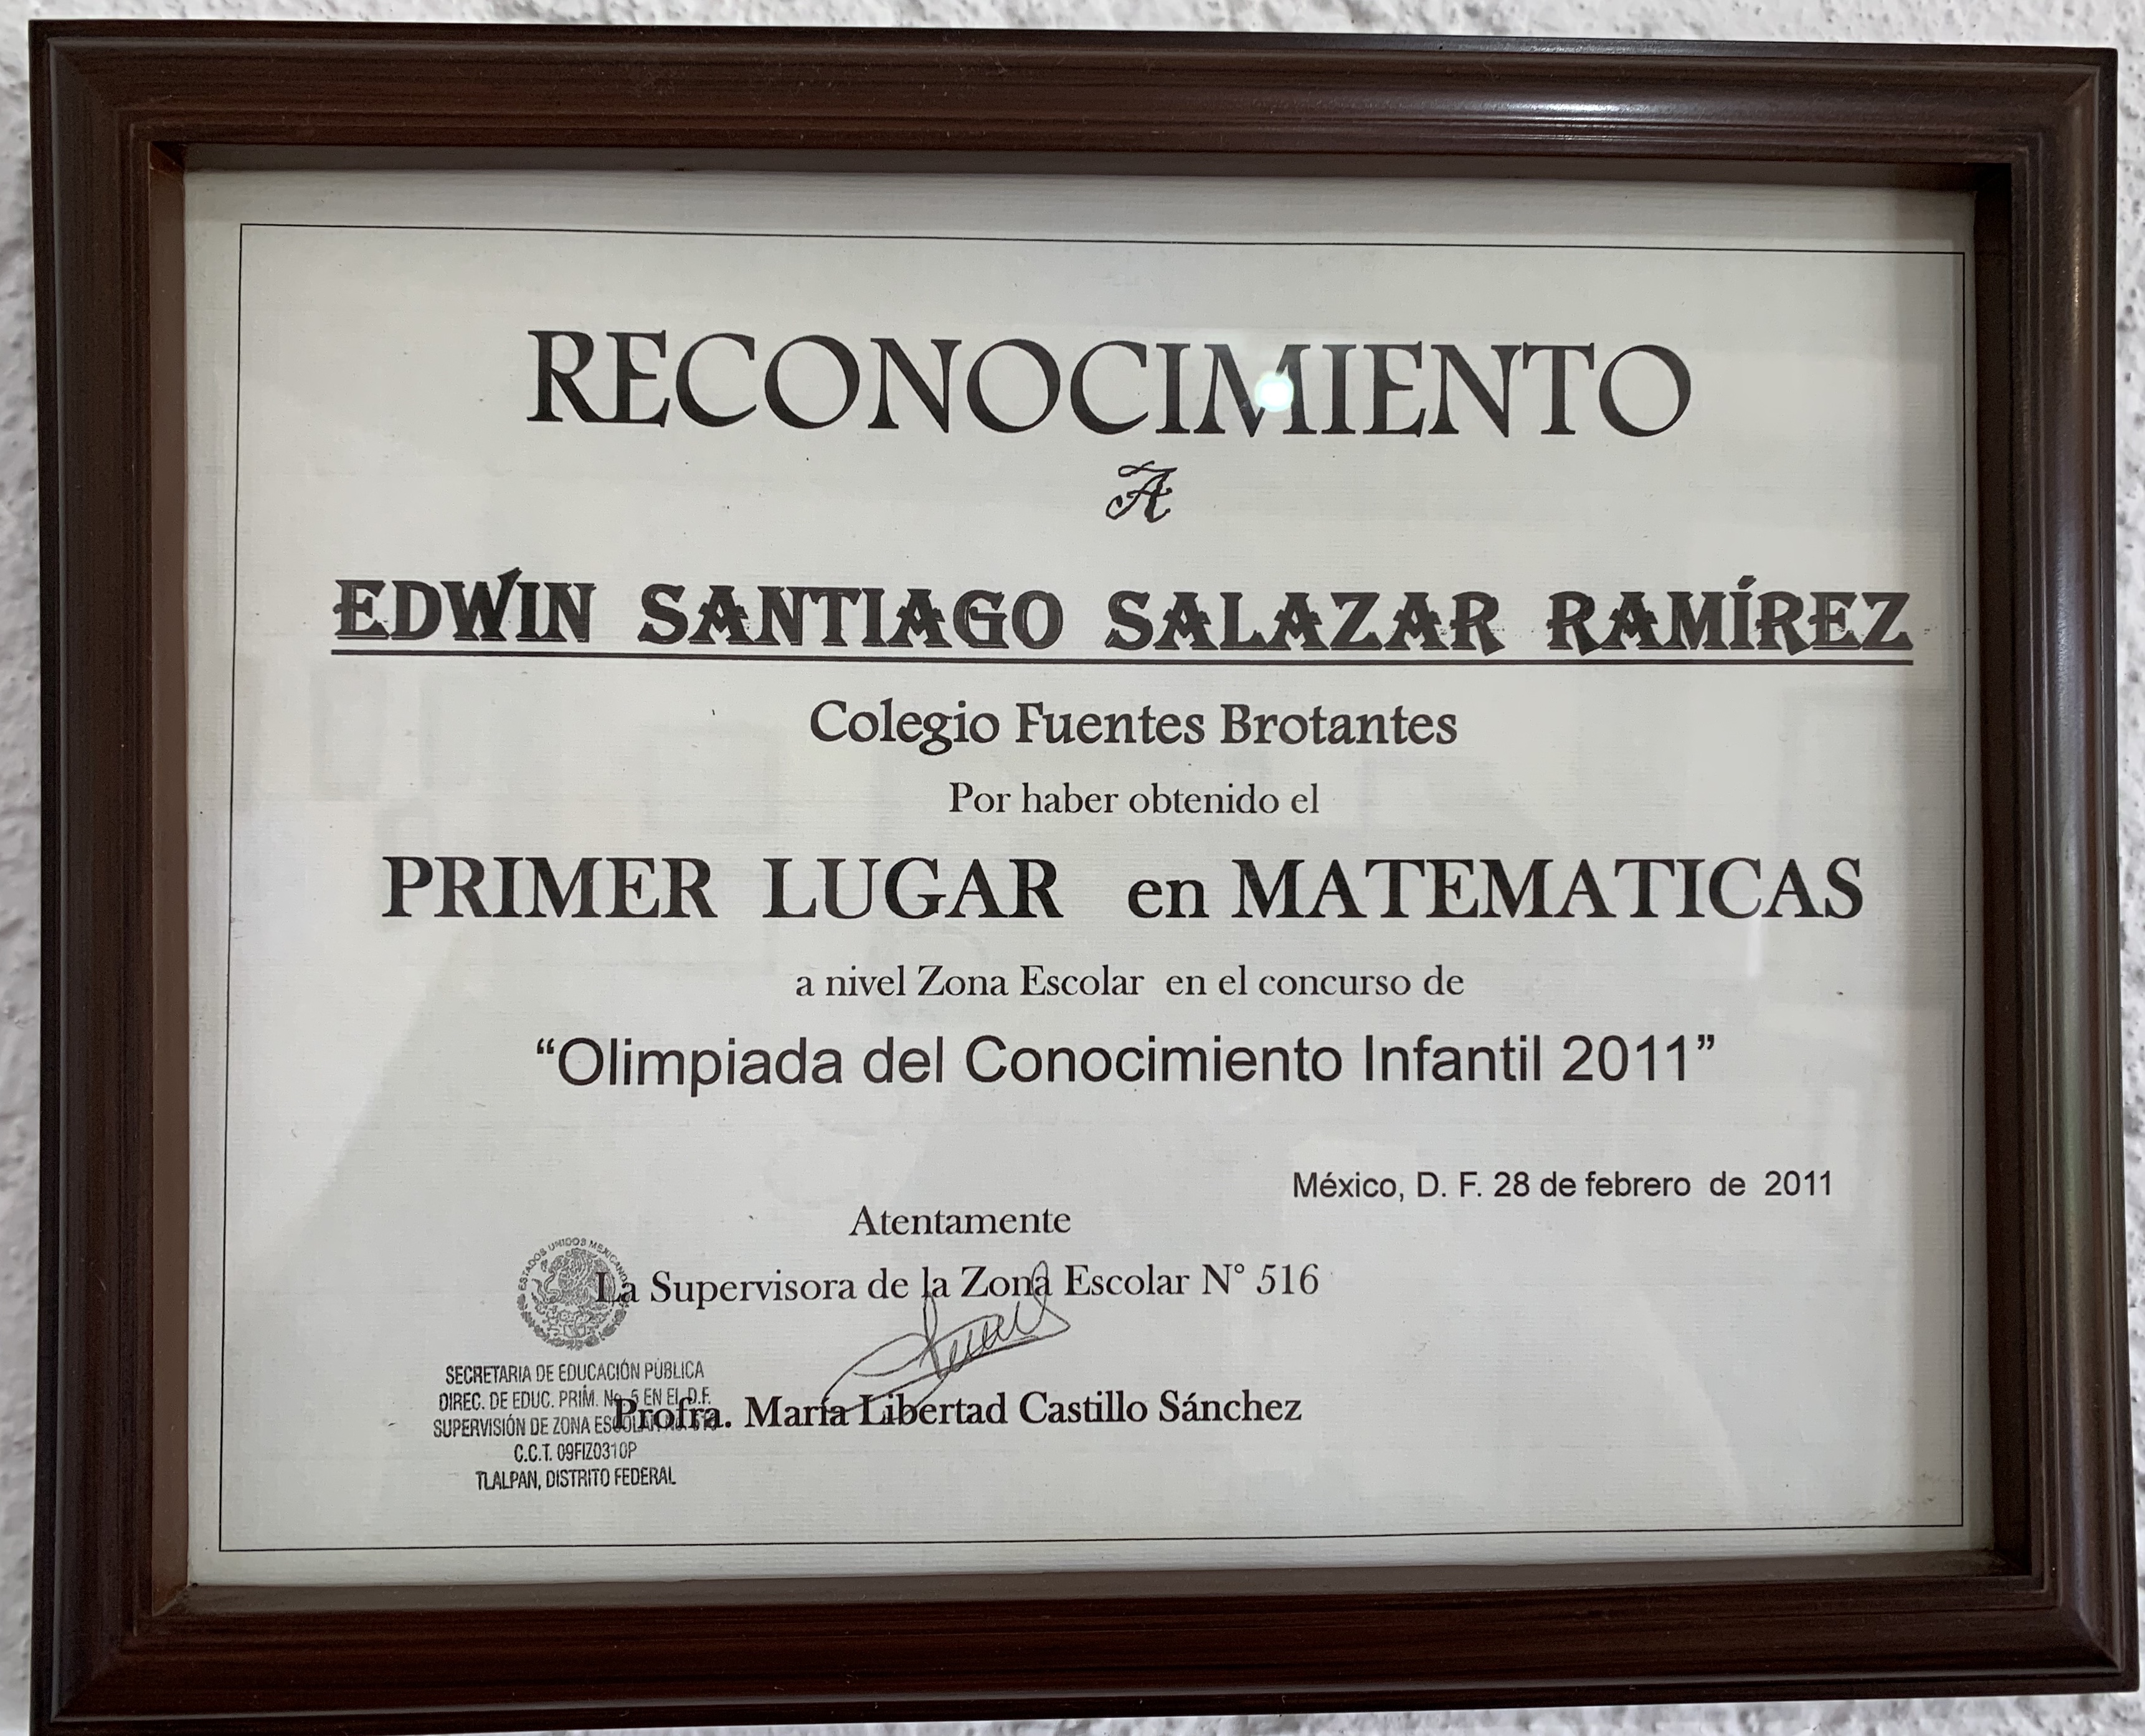 RECONOCIMIENTO
A
EDWIN SANTIAGO SALAZAR RAMÍREZ
Colegio Fuentes Brotantes
Por haber obtenido el
PRIMER LUGAR en MATEMATICAS
a nivel Zona Escolar en el concurso de
“Olimpiada del Conocimiento Infantil 2011”
México, D. F. 28 de febrero de 2011
Atentamente
La Supervisora de la Zona Escolar N° 516
Profra. María Libertad Castillo Sánchez
ESTADOS UNIDOS MEXICANOS
SECRETARIA DE EDUCACIÓN PÚBLICA
DIREC. DE EDUC. PRIM. No. 5 EN EL D.F.
SUPERVISIÓN DE ZONA ESCOLAR
C.C.T. 09FIZ0310P
TLALPAN, DISTRITO FEDERAL